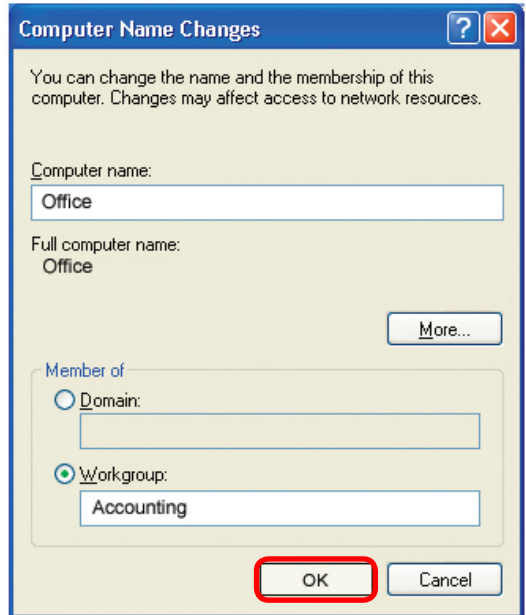 Computer Name Changes
?
You can change the name and the membership of this
computer. Changes may affect access to network resources.
Computer name:
Office
Full computer name:
Office
More...
Member of
Domain:
Workgroup:
Accounting
OK Cancel